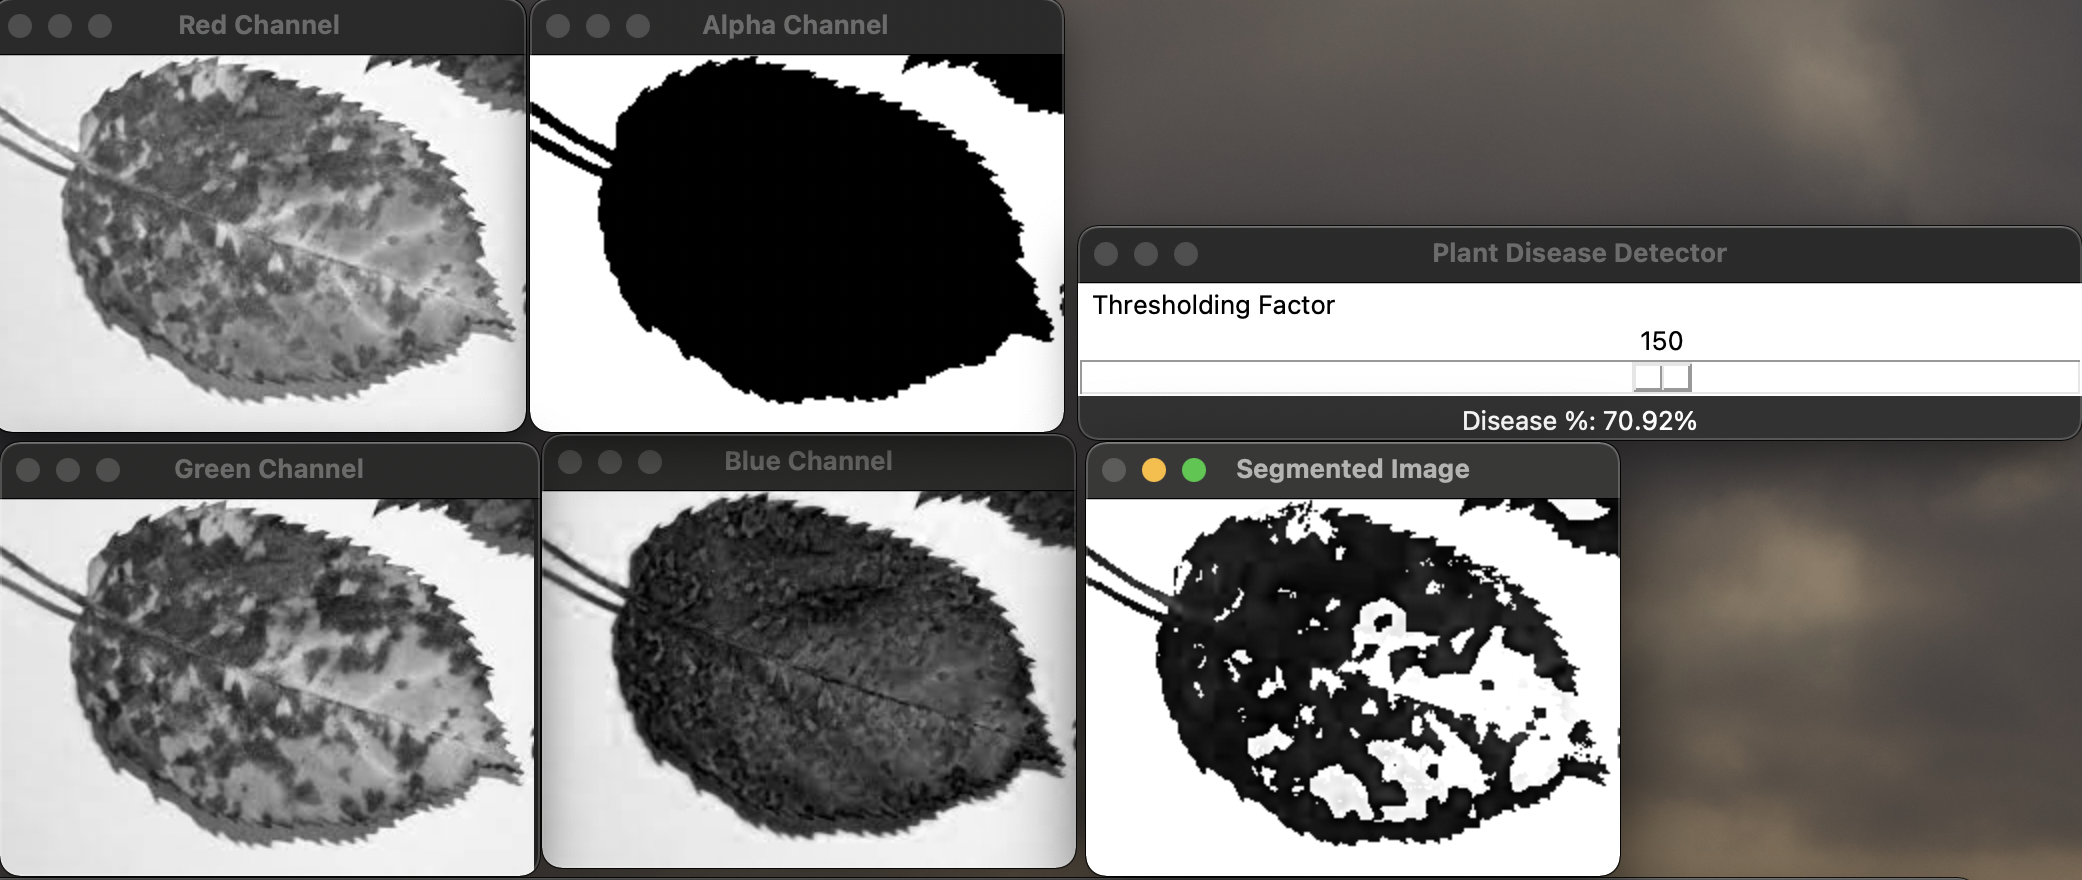 Red Channel
Alpha Channel
Plant Disease Detector
Thresholding Factor
150
Disease %: 70.92%
Green Channel
Blue Channel
Segmented Image